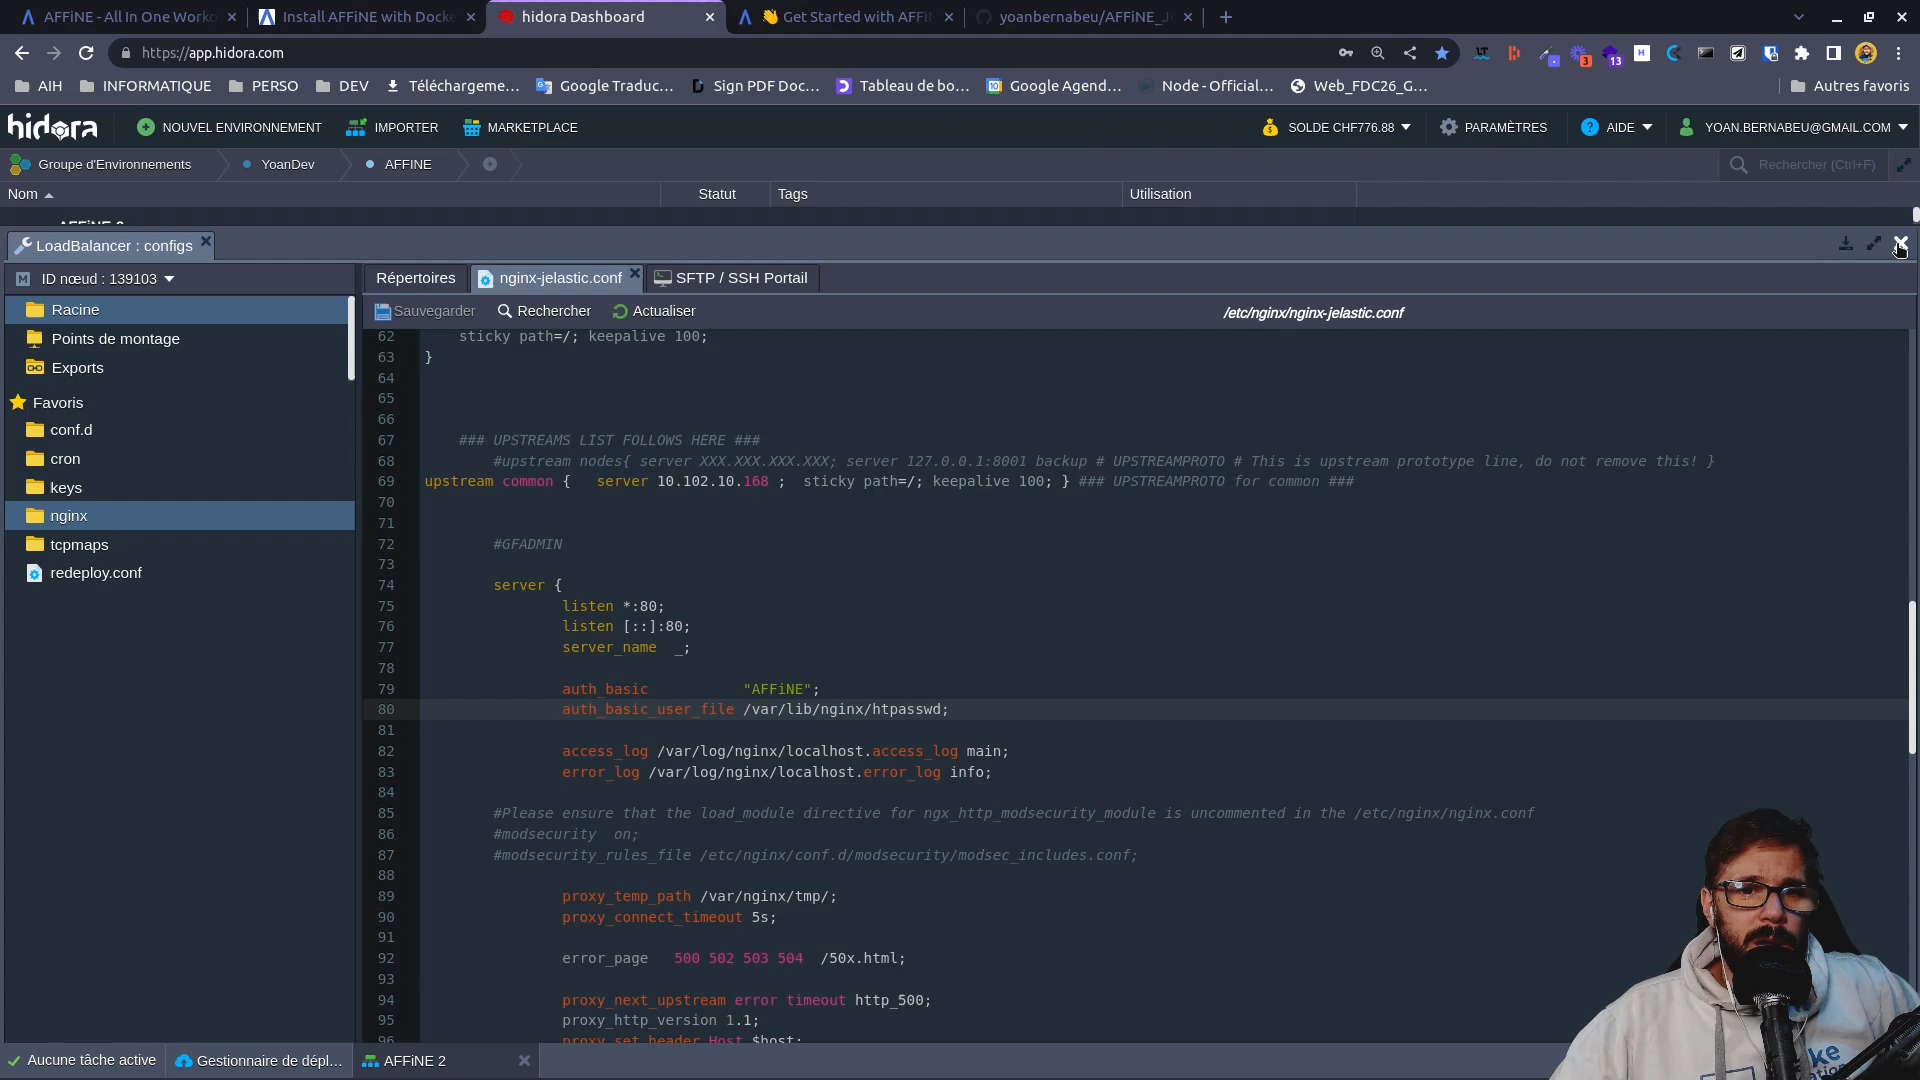 AFFiNE - All In One Worko
Install AFFiNE with Docke
hidora Dashboard
👋 Get Started with AFFi
yoanbernabeu/AFFiNE_J
https://app.hidora.com
3
13
AIH
INFORMATIQUE
PERSO
DEV
Téléchargeme...
Google Traduc...
Sign PDF Doc...
Tableau de bo...
Google Agend...
Node - Official...
Web_FDC26_G...
Autres favoris
hidora
NOUVEL ENVIRONNEMENT
IMPORTER
MARKETPLACE
SOLDE CHF776.88
PARAMÈTRES
AIDE
YOAN.BERNABEU@GMAIL.COM
Groupe d'Environnements
YoanDev
AFFINE
Rechercher (Ctrl+F)
Nom
Statut
Tags
Utilisation
AFFiNE 2
LoadBalancer : configs
M ID nœud : 139103
Répertoires
nginx-jelastic.conf
SFTP / SSH Portail
Racine
Points de montage
Exports
Favoris
conf.d
cron
keys
nginx
tcpmaps
redeploy.conf
Sauvegarder
Rechercher
Actualiser
/etc/nginx/nginx-jelastic.conf
62 sticky path=/; keepalive 100;
63 }
64
65
66
67 ### UPSTREAMS LIST FOLLOWS HERE ###
68 #upstream nodes{ server XXX.XXX.XXX.XXX; server 127.0.0.1:8001 backup # UPSTREAMPROTO # This is upstream prototype line, do not remove this! }
69 upstream common { server 10.102.10.168 ; sticky path=/; keepalive 100; } ### UPSTREAMPROTO for common ###
70
71
72 #GFADMIN
73
74 server {
75 listen *:80;
76 listen [::]:80;
77 server_name _;
78
79 auth_basic "AFFiNE";
80 auth_basic_user_file /var/lib/nginx/htpasswd;
81
82 access_log /var/log/nginx/localhost.access_log main;
83 error_log /var/log/nginx/localhost.error_log info;
84
85 #Please ensure that the load_module directive for ngx_http_modsecurity_module is uncommented in the /etc/nginx/nginx.conf
86 #modsecurity on;
87 #modsecurity_rules_file /etc/nginx/conf.d/modsecurity/modsec_includes.conf;
88
89 proxy_temp_path /var/nginx/tmp/;
90 proxy_connect_timeout 5s;
91
92 error_page 500 502 503 504 /50x.html;
93
94 proxy_next_upstream error timeout http_500;
95 proxy_http_version 1.1;
96 proxy_set_header Host $host;
Aucune tâche active
Gestionnaire de dépl...
AFFiNE 2